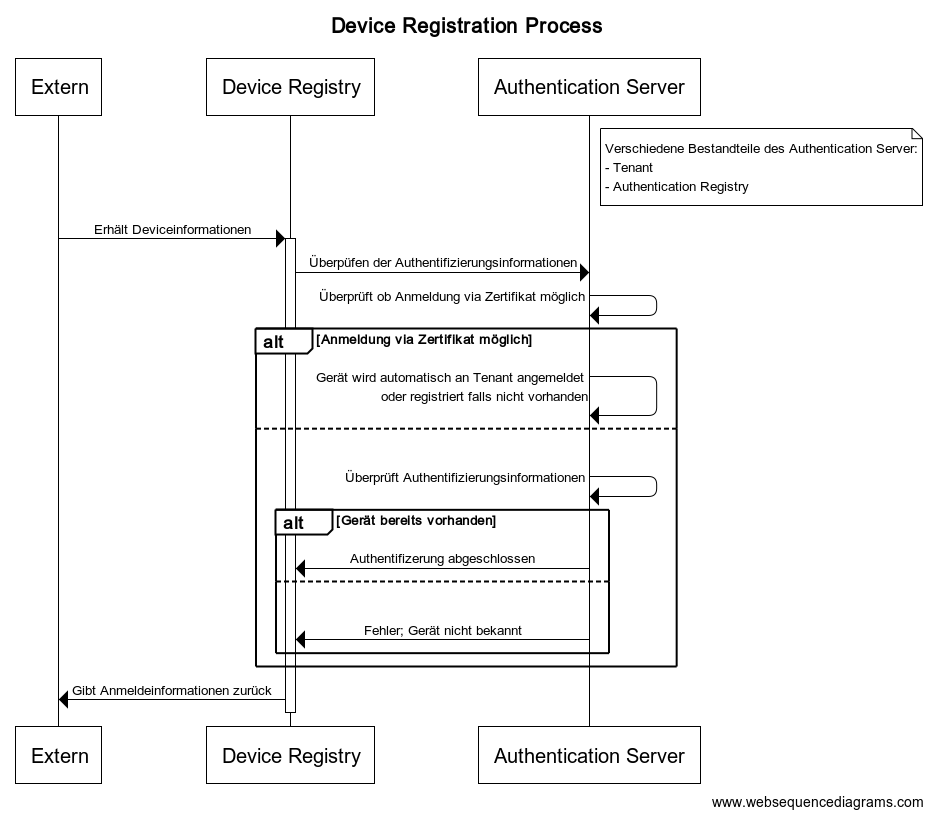 Device Registration Process
Extern
Device Registry
Authentication Server
Verschiedene Bestandteile des Authentication Server:
- Tenant
- Authentication Registry
Erhält Deviceinformationen
Überpüfen der Authentifizierungsinformationen
Überprüft ob Anmeldung via Zertifikat möglich
alt
[Anmeldung via Zertifikat möglich]
Gerät wird automatisch an Tenant angemeldet
oder registriert falls nicht vorhanden
Überprüft Authentifizierungsinformationen
alt
[Gerät bereits vorhanden]
Authentifizerung abgeschlossen
Fehler; Gerät nicht bekannt
Gibt Anmeldeinformationen zurück
Extern
Device Registry
Authentication Server
www.websequencediagrams.com